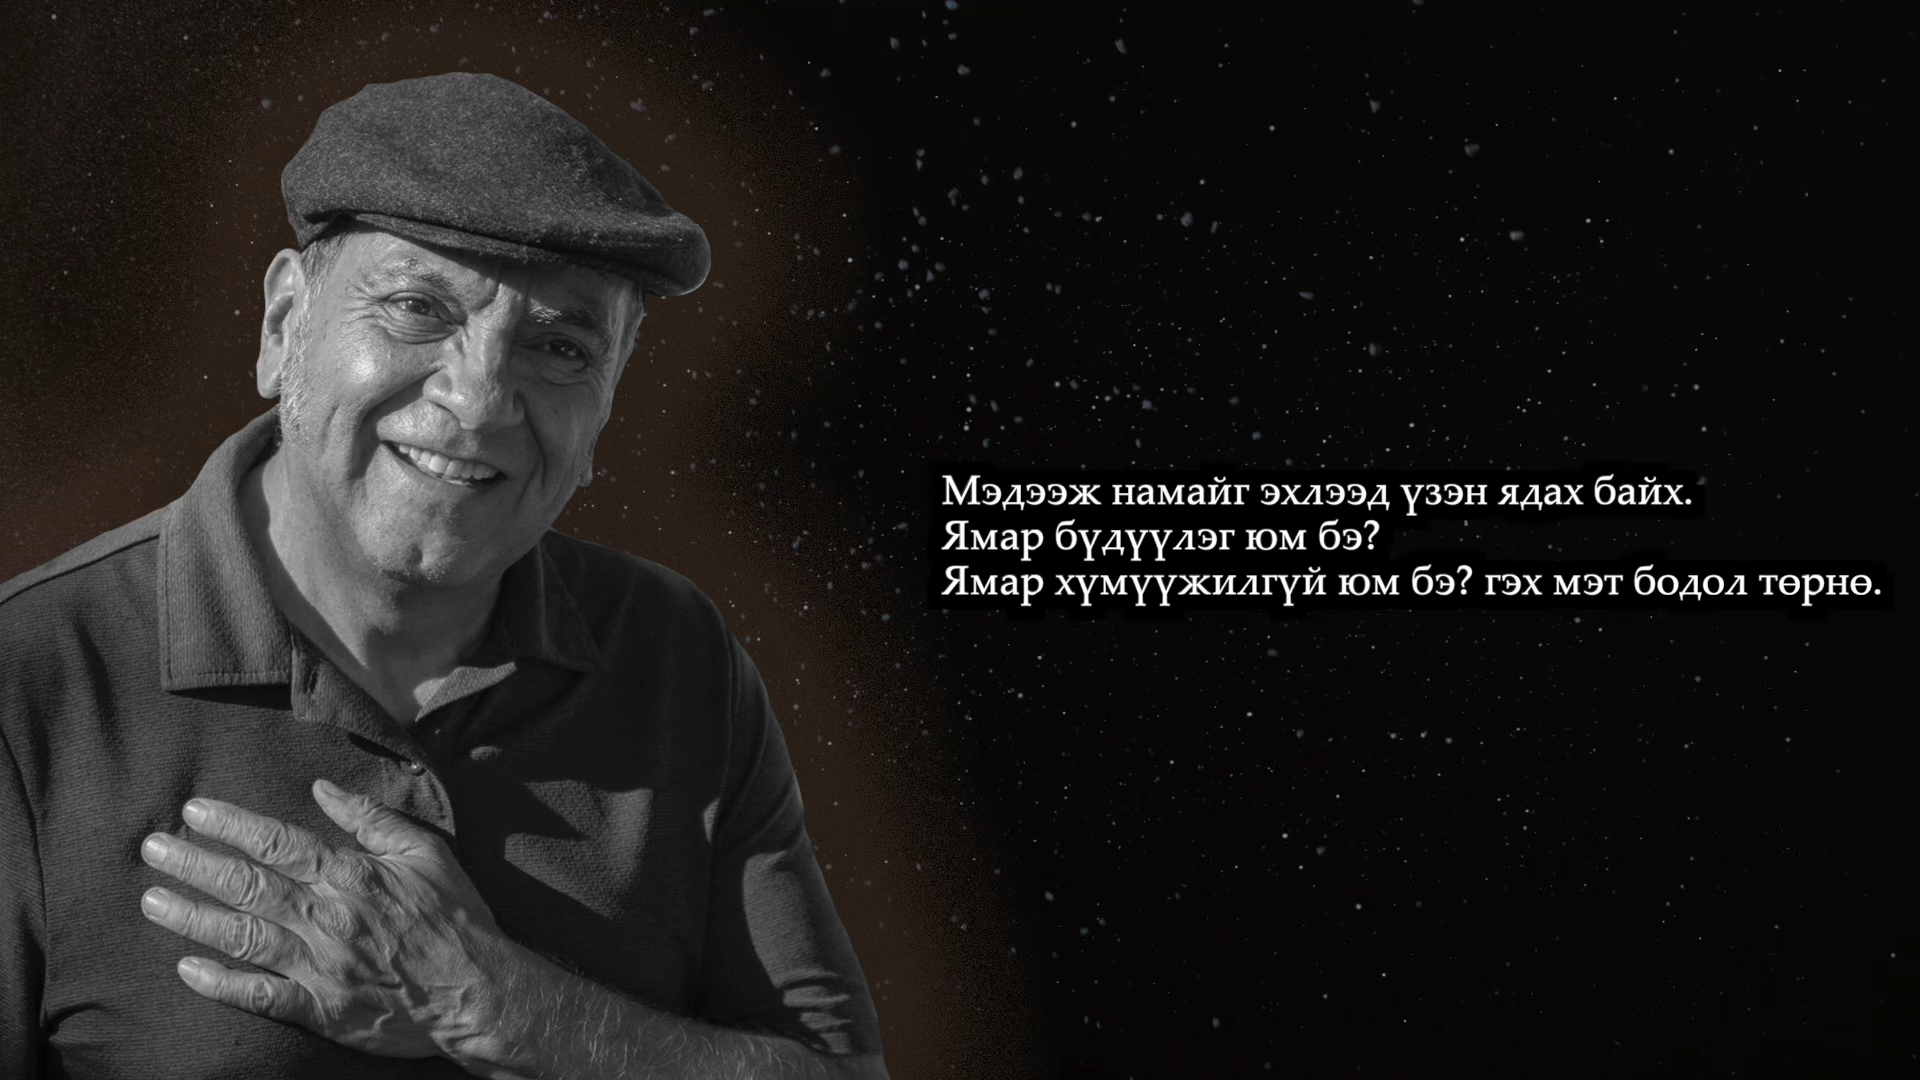 Мэдээж намайг эхлээд үзэн ядах байх.
Ямар бүдүүлэг юм бэ?
Ямар хүмүүжилгүй юм бэ? гэх мэт бодол төрнө.